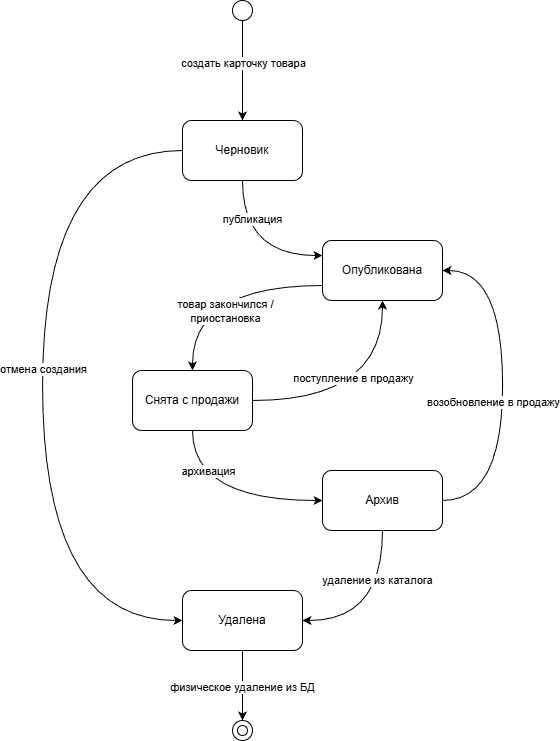 создать карточку товара
Черновик
публикация
Опубликована
товар закончился /
приостановка
отмена создания
поступление в продажу
Снята с продажи
возобновление в продажу
архивация
Архив
удаление из каталога
Удалена
физическое удаление из БД